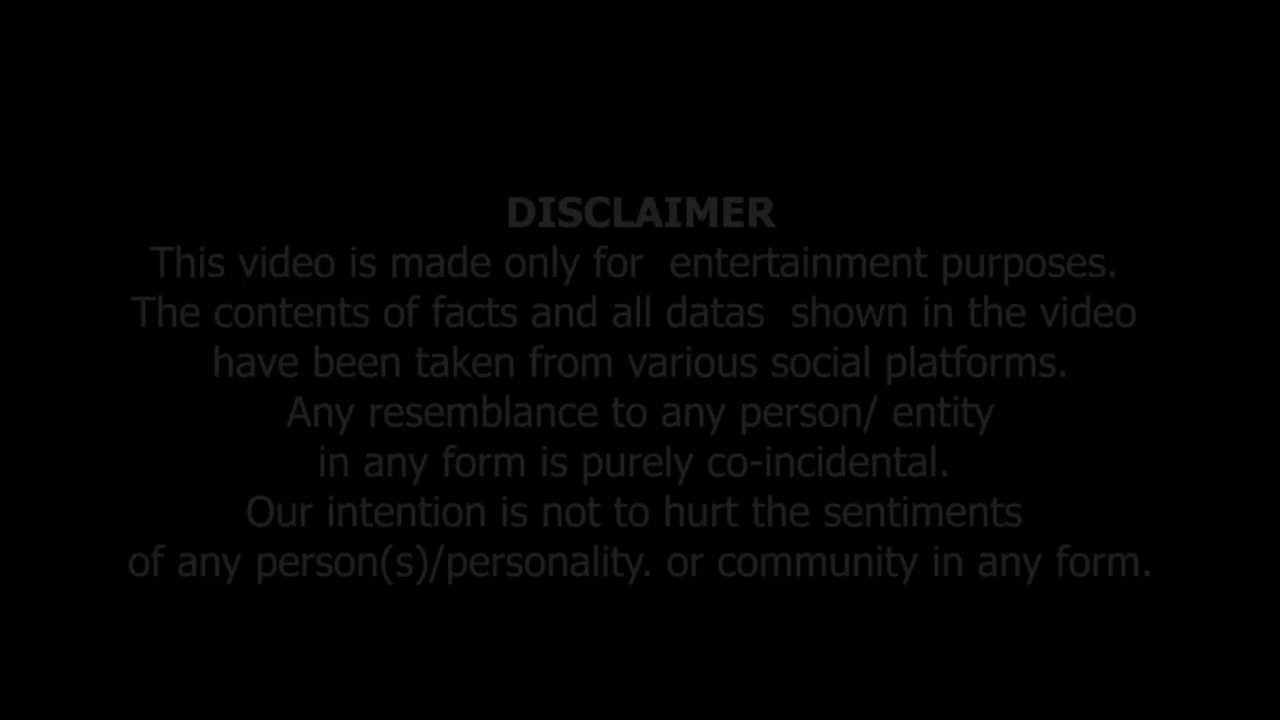 DISCLAIMER
This video is made only for  entertainment purposes.
The contents of facts and all datas  shown in the video
have been taken from various social platforms.
Any resemblance to any person/ entity
in any form is purely co-incidental.
Our intention is not to hurt the sentiments
of any person(s)/personality. or community in any form.